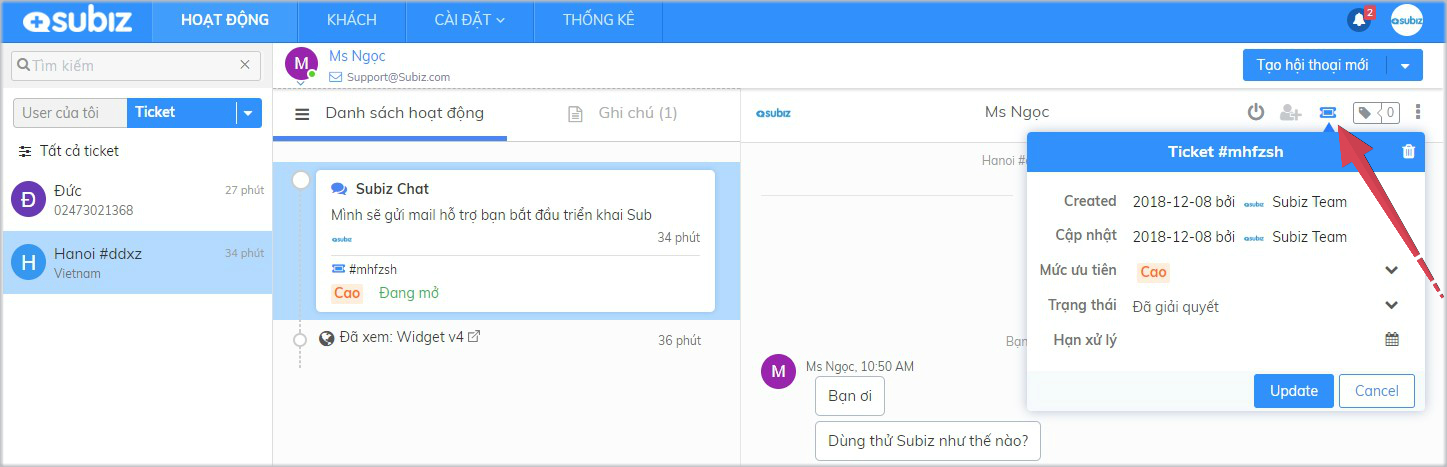 subiz
HOẠT ĐỘNG
KHÁCH
CÀI ĐẶT
THỐNG KÊ
2
subiz
Tìm kiếm
User của tôi
Ticket
Tất cả ticket
Đ
Đức
27 phút
02473021368
H
Hanoi #ddxz
34 phút
Vietnam
M
Ms Ngọc
Support@Subiz.com
Tạo hội thoại mới
Danh sách hoạt động
Ghi chú (1)
Subiz Chat
Mình sẽ gửi mail hỗ trợ bạn bắt đầu triển khai Sub
subiz
34 phút
#mhfzsh
Cao
Đang mở
Đã xem: Widget v4
36 phút
subiz
Ms Ngọc
0
Hanoi #
Bạn
Ticket #mhfzsh
Created
2018-12-08 bởi
subiz
Subiz Team
Cập nhật
2018-12-08 bởi
subiz
Subiz Team
Mức ưu tiên
Cao
Trạng thái
Đã giải quyết
Hạn xử lý
Update
Cancel
M
Ms Ngọc, 10:50 AM
Bạn ơi
Dùng thử Subiz như thế nào?